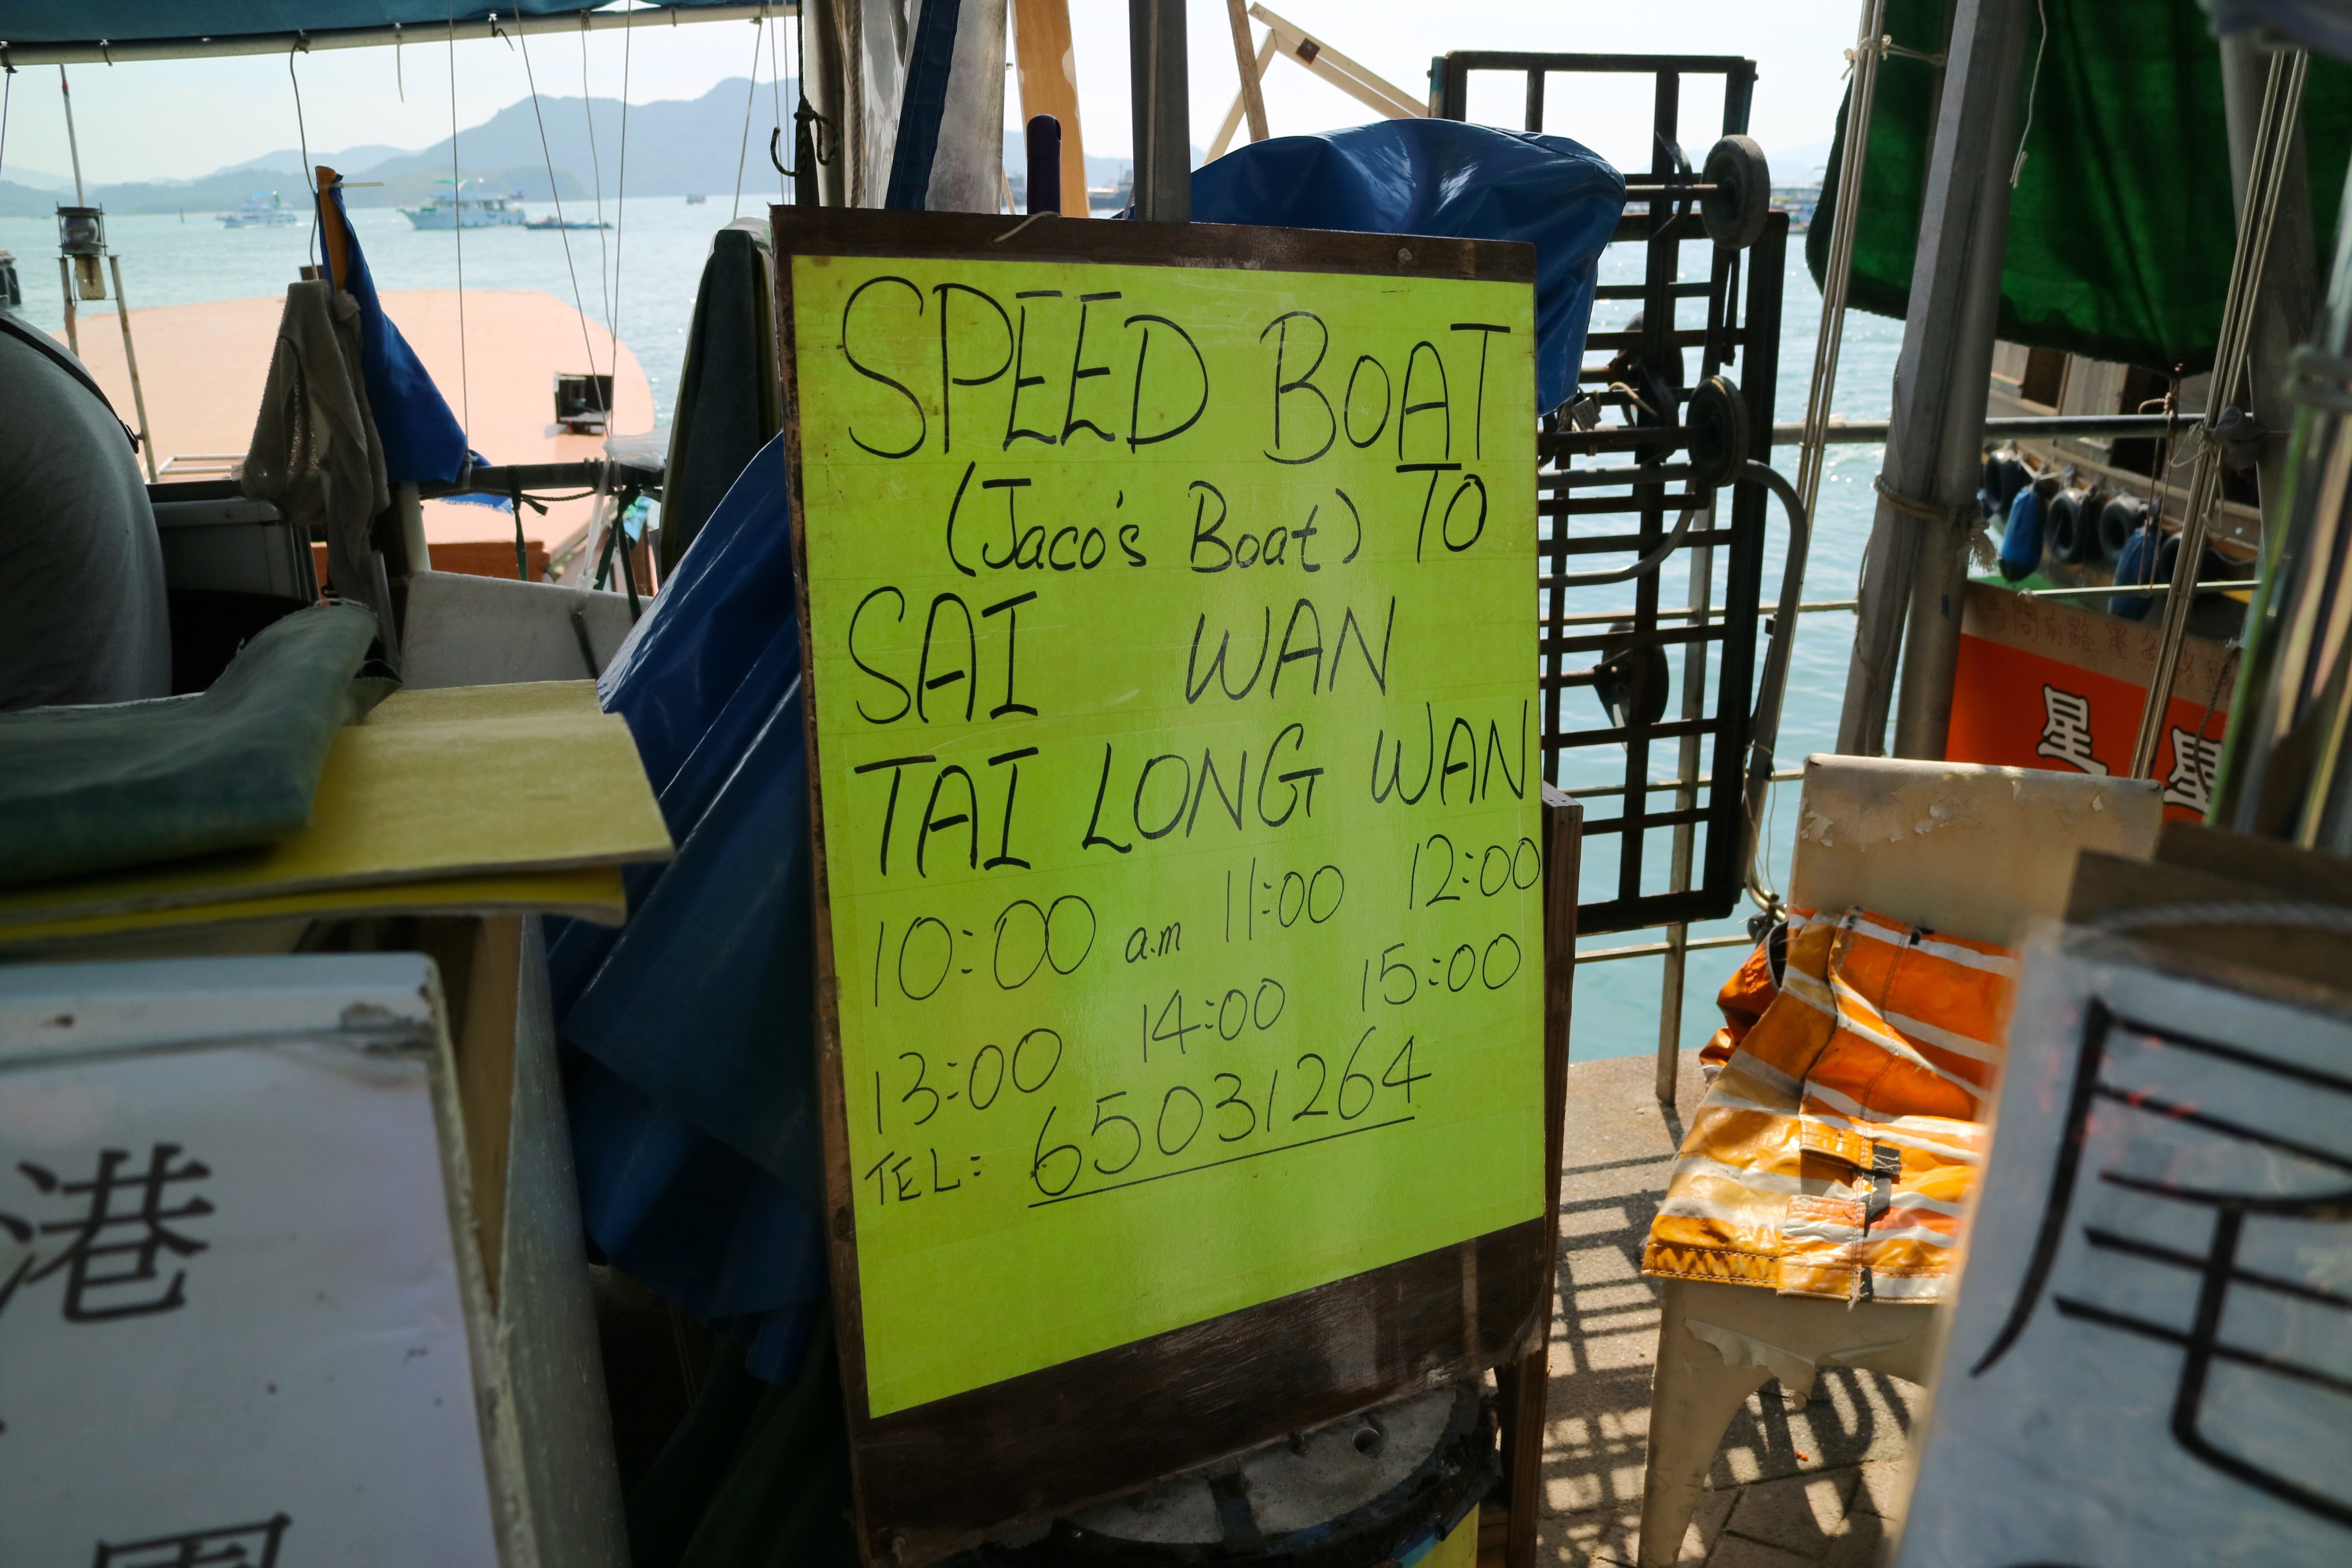 SPEED BOAT
(Jaco's Boat) TO
SAI WAN
TAI LONG WAN
10:00 a.m 11:00 12:00
13:00 14:00 15:00
TEL: 65031264
港
尾